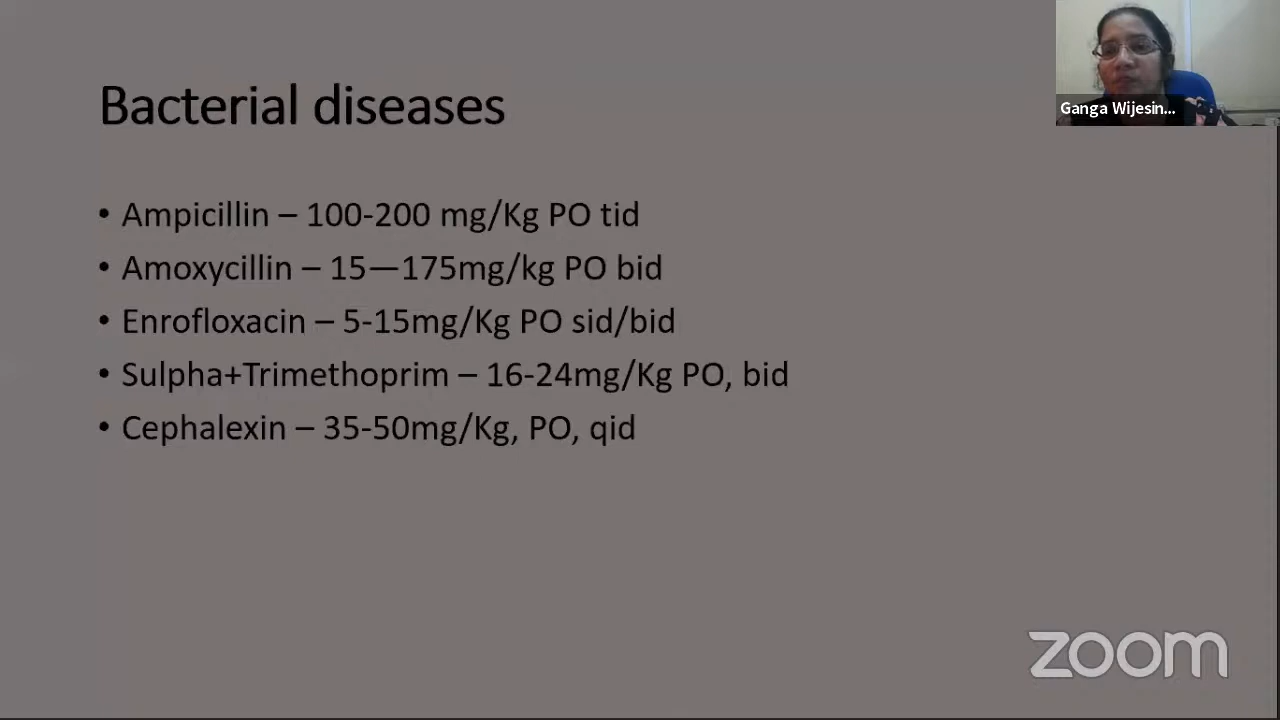 Ganga Wijesin...
Bacterial diseases
• Ampicillin – 100-200 mg/Kg PO tid
• Amoxycillin – 15—175mg/kg PO bid
• Enrofloxacin – 5-15mg/Kg PO sid/bid
• Sulpha+Trimethoprim – 16-24mg/Kg PO, bid
• Cephalexin – 35-50mg/Kg, PO, qid
zoom